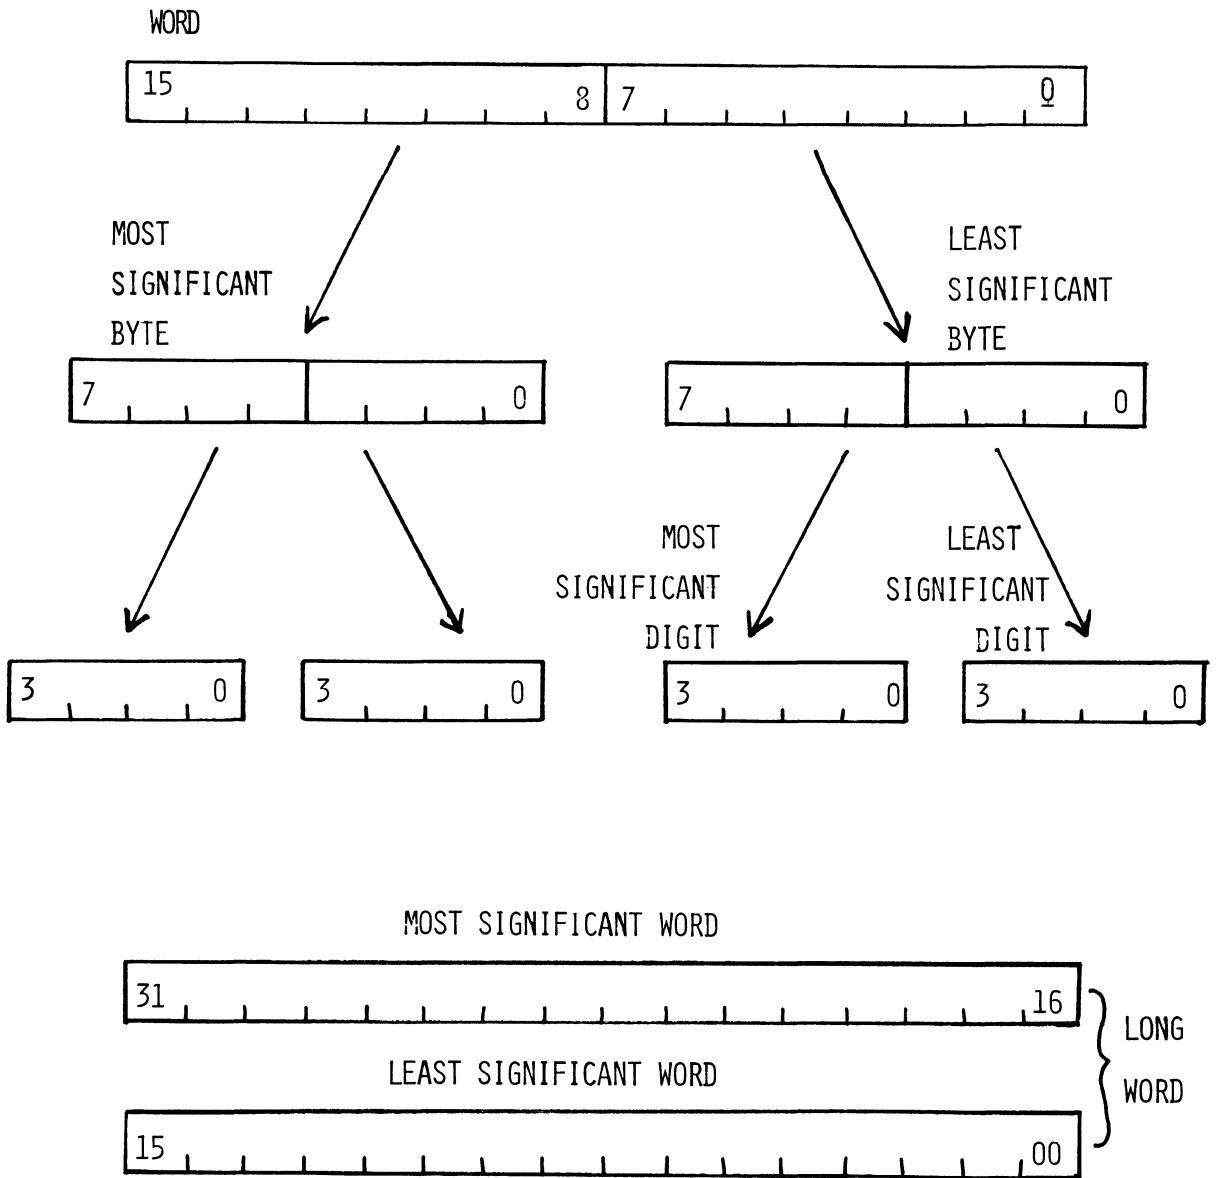 WORD
15 8 7 0
MOST
SIGNIFICANT
BYTE
LEAST
SIGNIFICANT
BYTE
7 0
7 0
MOST
SIGNIFICANT
DIGIT
LEAST
SIGNIFICANT
DIGIT
3 0
3 0
3 0
3 0
MOST SIGNIFICANT WORD
31 16
LEAST SIGNIFICANT WORD
15 00
LONG
WORD